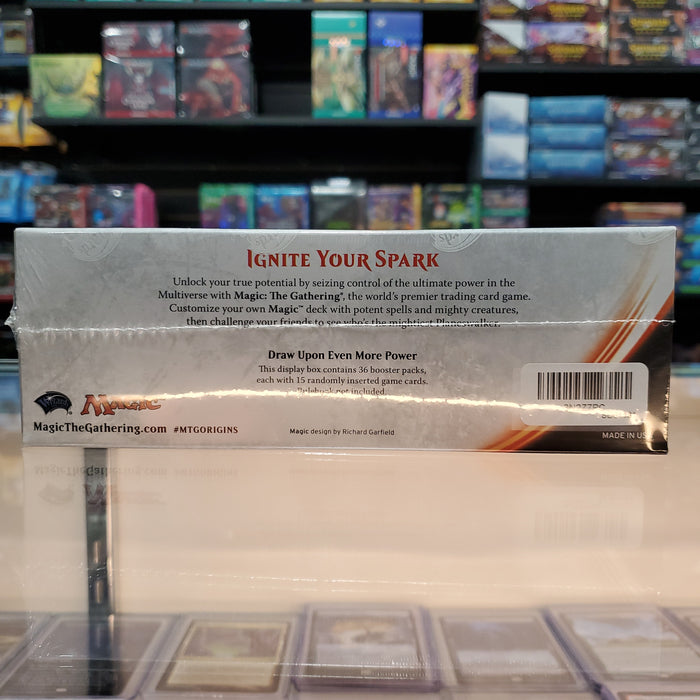 Ignite Your Spark
Unlock your true potential by seizing control of the ultimate power in the
Multiverse with Magic: The Gathering®, the world's premier trading card game.
Customize your own Magic™ deck with potent spells and mighty creatures,
then challenge your friends to see who's the mightiest Planeswalker.
Draw Upon Even More Power
This display box contains 36 booster packs,
each with 15 randomly inserted game cards.
not included.
Magic
MagicTheGathering.com #MTGORIGINS
Magic design by Richard Garfield
MADE IN